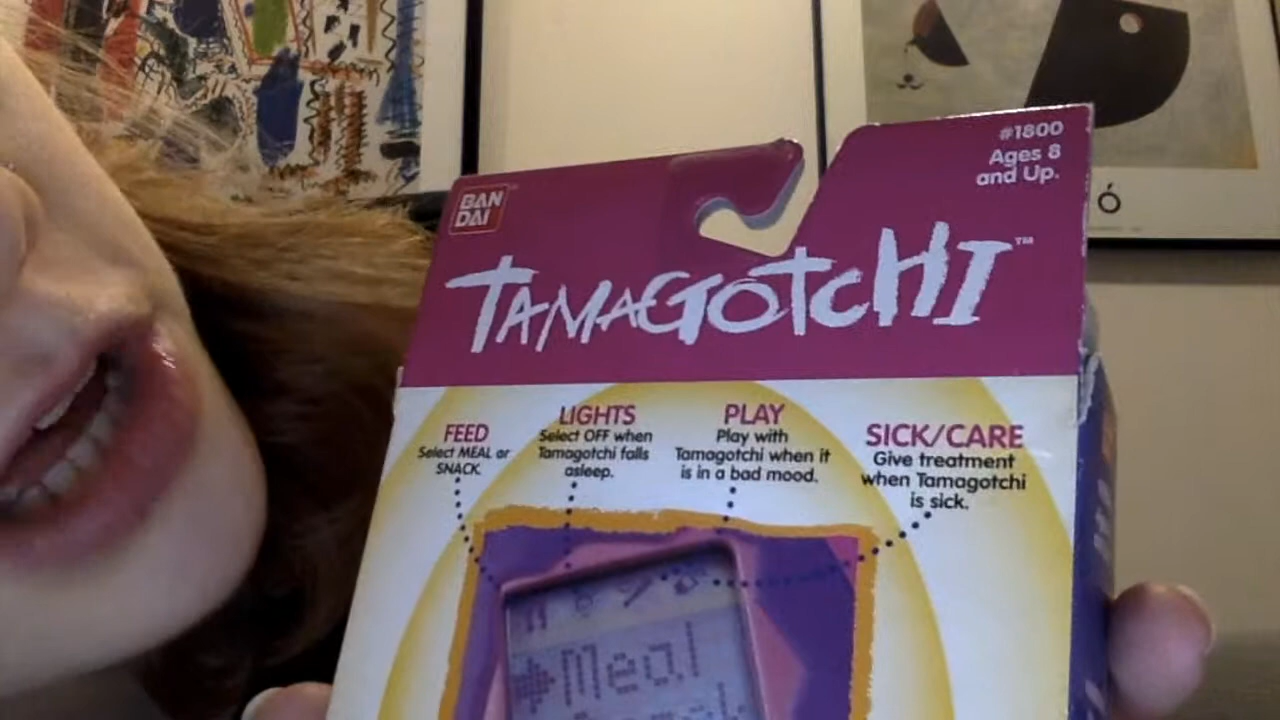 #1800
Ages 8
and Up.
BAN
DAI
TAMAGOTCHI™
FEED
Select MEAL or
SNACK.
LIGHTS
Select OFF when
Tamagotchi falls
asleep.
PLAY
Play with
Tamagotchi when it
is in a bad mood.
SICK/CARE
Give treatment
when Tamagotchi
is sick.
Meal